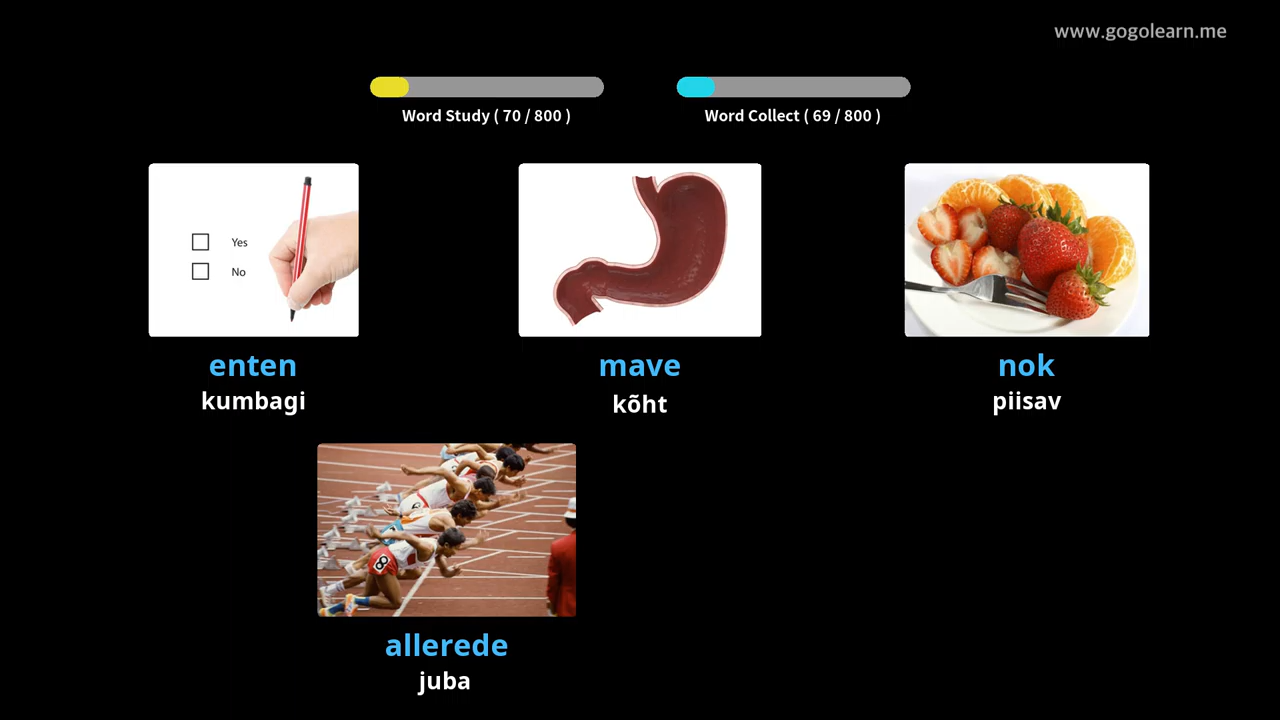 www.gogolearn.me
Word Study ( 70 / 800 )
Word Collect ( 69 / 800 )
Yes
No
enten
kumbagi
mave
kõht
nok
piisav
8
allerede
juba